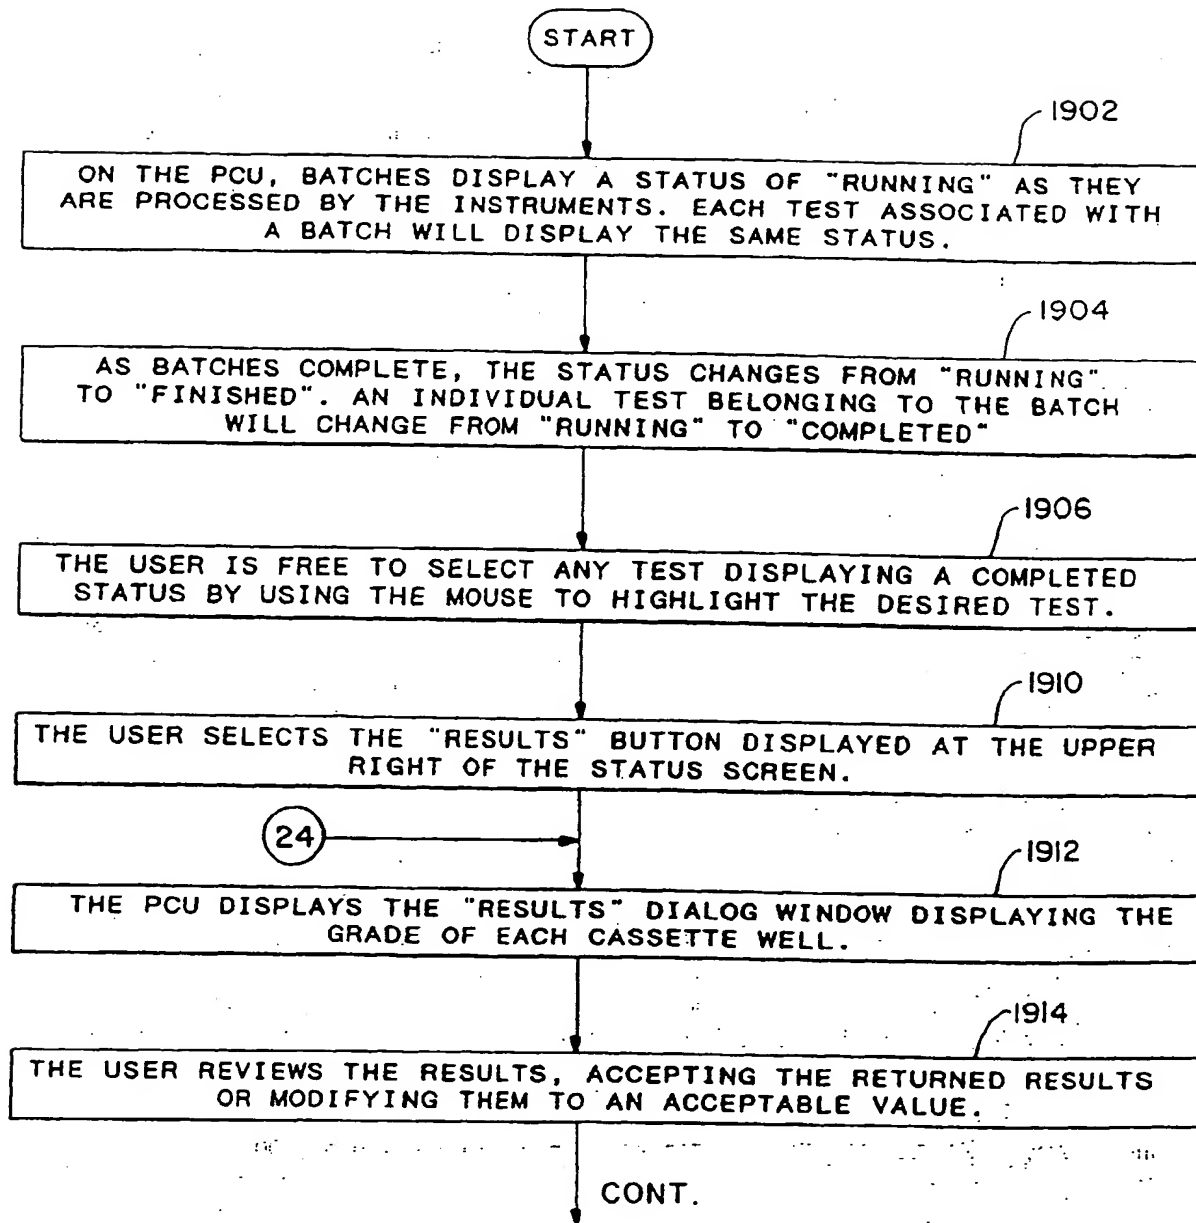 START
1902
ON THE PCU, BATCHES DISPLAY A STATUS OF "RUNNING" AS THEY
ARE PROCESSED BY THE INSTRUMENTS. EACH TEST ASSOCIATED WITH
A BATCH WILL DISPLAY THE SAME STATUS.
1904
AS BATCHES COMPLETE, THE STATUS CHANGES FROM "RUNNING"
TO "FINISHED". AN INDIVIDUAL TEST BELONGING TO THE BATCH
WILL CHANGE FROM "RUNNING" TO "COMPLETED"
1906
THE USER IS FREE TO SELECT ANY TEST DISPLAYING A COMPLETED
STATUS BY USING THE MOUSE TO HIGHLIGHT THE DESIRED TEST.
1910
THE USER SELECTS THE "RESULTS" BUTTON DISPLAYED AT THE UPPER
RIGHT OF THE STATUS SCREEN.
24
1912
THE PCU DISPLAYS THE "RESULTS" DIALOG WINDOW DISPLAYING THE
GRADE OF EACH CASSETTE WELL.
1914
THE USER REVIEWS THE RESULTS, ACCEPTING THE RETURNED RESULTS
OR MODIFYING THEM TO AN ACCEPTABLE VALUE.
CONT.